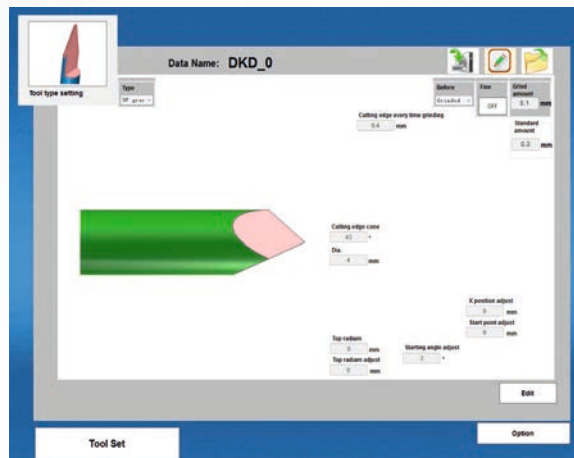 Data Name: DKD_0
Tool type setting
Type
Before
Fine
Grind
amount
Grinded
OFF
0.1 mm
Cutting edge every time grinding
0.4 mm
Standard
amount
0.3 mm
Cutting edge cone
Dia.
4 mm
X position adjust
0 mm
Start point adjust
0 mm
Top radium
0 mm
Starting angle adjust
Top radium adjust
0 mm
Edit
Tool Set
Option